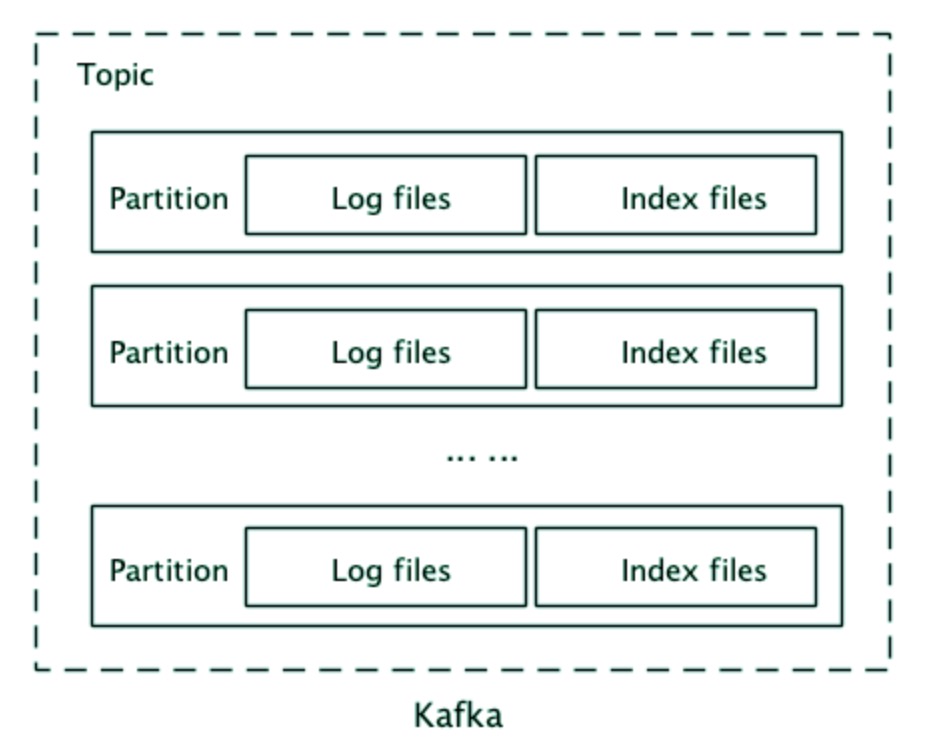 Topic
Partition Log files Index files
Partition Log files Index files
... ...
Partition Log files Index files
Kafka